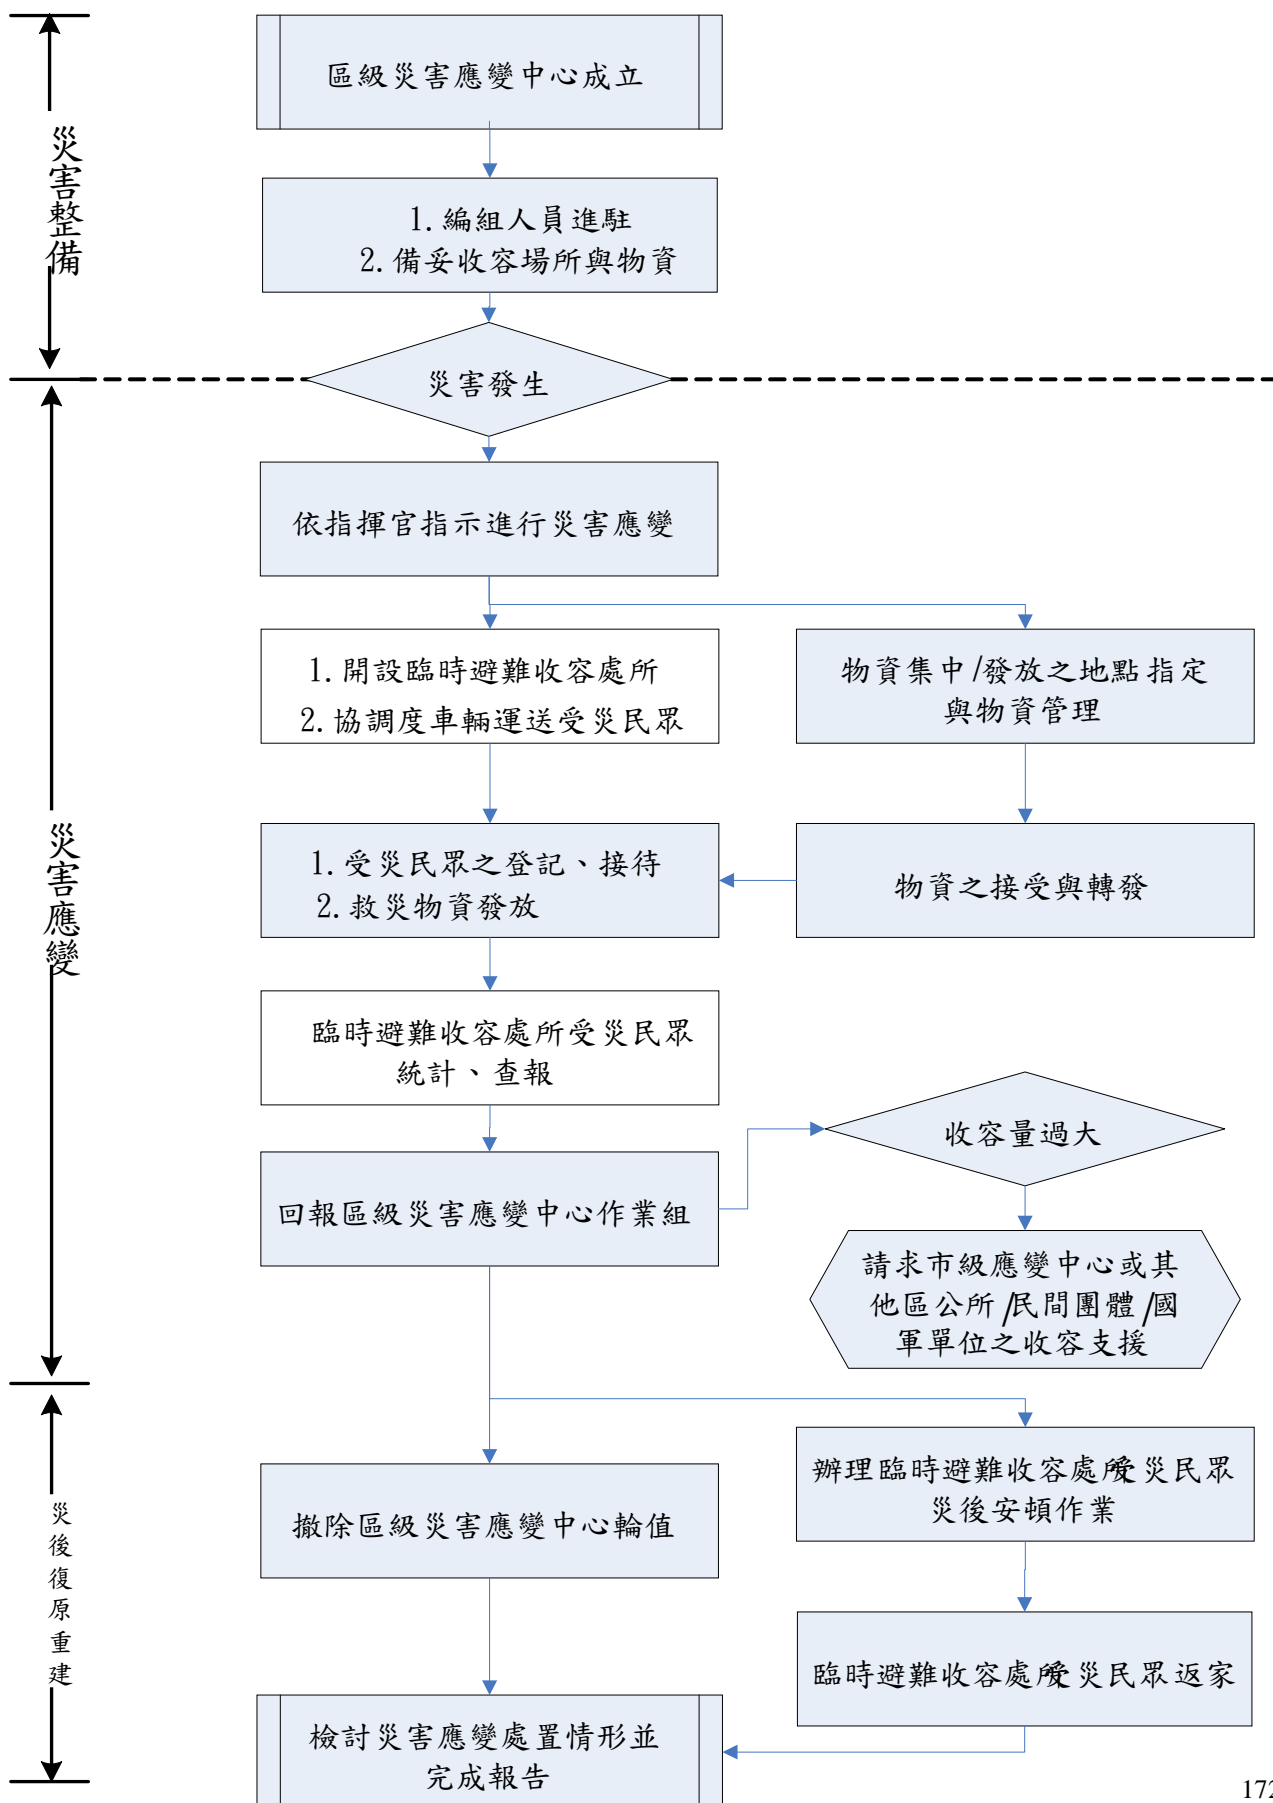 區級災害應變中心成立
災害整備
1.編組人員進駐
2.備妥收容場所與物資
災害發生
依指揮官指示進行災害應變
1.開設臨時避難收容處所
2.協調度車輛運送受災民眾
物資集中/發放之地點指定
與物資管理
災害應變
1.受災民眾之登記、接待
2.救災物資發放
物資之接受與轉發
臨時避難收容處所受災民眾
統計、查報
收容量過大
回報區級災害應變中心作業組
請求市級應變中心或其
他區公所/民間團體/國
軍單位之收容支援
災後復原重建
撤除區級災害應變中心輪值
辦理臨時避難收容處所受災民眾
災後安頓作業
臨時避難收容處所受災民眾返家
檢討災害應變處置情形並
完成報告
172